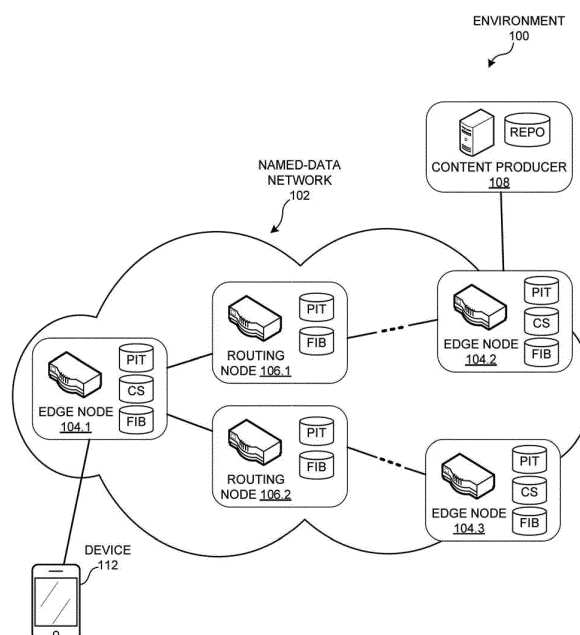 ENVIRONMENT
100
REPO
CONTENT PRODUCER
108
NAMED-DATA
NETWORK
102
PIT
FIB
ROUTING
NODE 106.1
PIT
CS
FIB
EDGE NODE
104.2
PIT
CS
FIB
EDGE NODE
104.1
PIT
FIB
ROUTING
NODE 106.2
PIT
CS
FIB
EDGE NODE
104.3
DEVICE
112